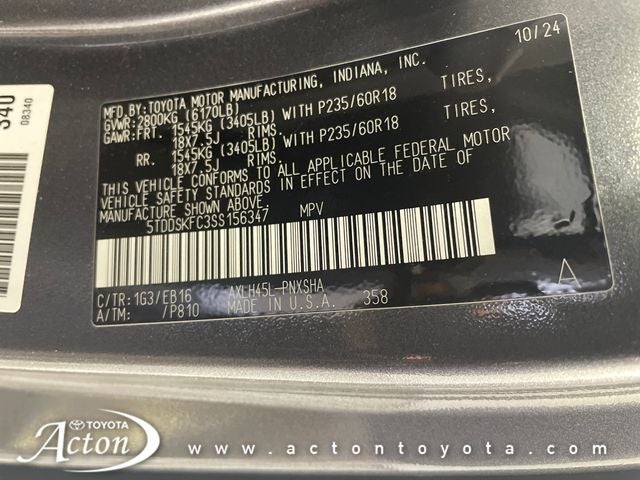 10/24
MFD.BY:TOYOTA MOTOR MANUFACTURING, INDIANA, INC.
GVWR:2800KG (6170LB)
GAWR:FRT. 1545KG (3405LB) WITH P235/60R18 TIRES,
18X7.5J RIMS.
RR. 1545KG (3405LB) WITH P235/60R18 TIRES,
18X7.5J RIMS.
THIS VEHICLE CONFORMS TO ALL APPLICABLE FEDERAL MOTOR
VEHICLE SAFETY STANDARDS IN EFFECT ON THE DATE OF
MANUFACTURE SHOWN ABOVE.
5TDDSKFC3SS156347 MPV
C/TR:1G3/EB16 AXLH45L-PNXSHA A
A/TM: /P810 MADE IN U.S.A. 358
340
08340
TOYOTA
Acton
www.actontoyota.com